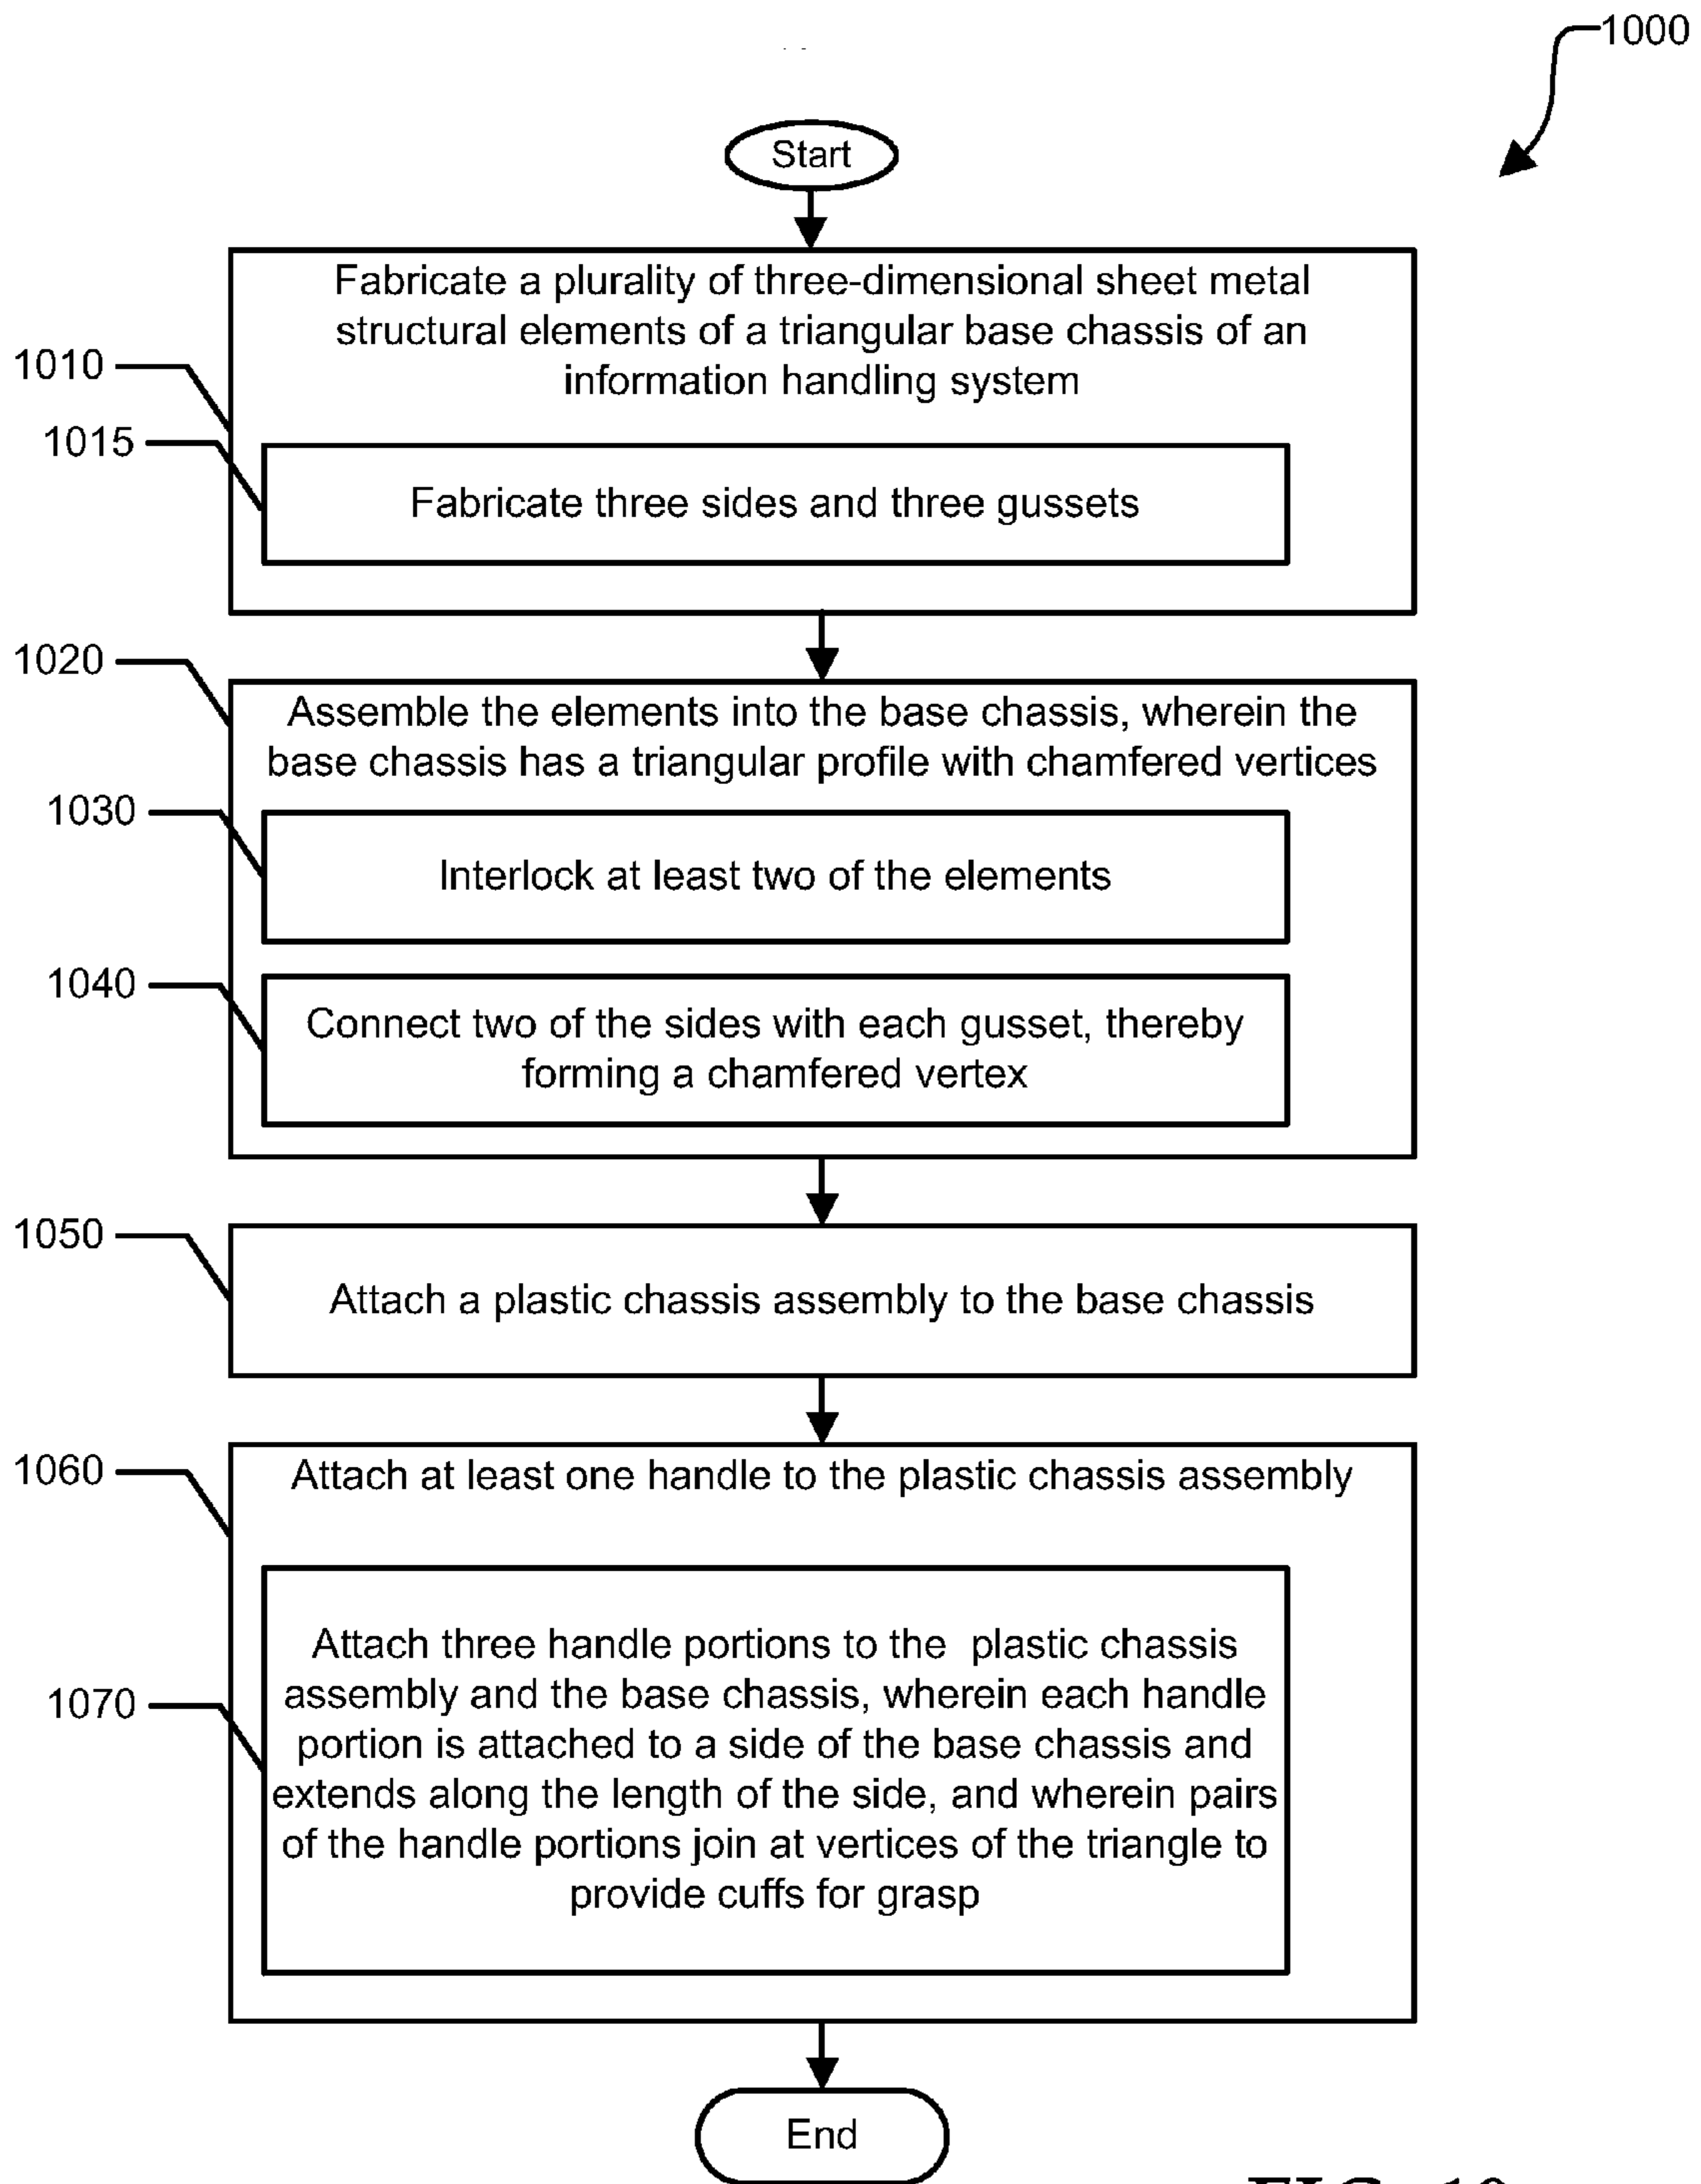 1000
Start
Fabricate a plurality of three-dimensional sheet metal
structural elements of a triangular base chassis of an
information handling system
1010
1015
Fabricate three sides and three gussets
1020
Assemble the elements into the base chassis, wherein the
base chassis has a triangular profile with chamfered vertices
1030
Interlock at least two of the elements
1040
Connect two of the sides with each gusset, thereby
forming a chamfered vertex
1050
Attach a plastic chassis assembly to the base chassis
1060
Attach at least one handle to the plastic chassis assembly
1070
Attach three handle portions to the plastic chassis
assembly and the base chassis, wherein each handle
portion is attached to a side of the base chassis and
extends along the length of the side, and wherein pairs
of the handle portions join at vertices of the triangle to
provide cuffs for grasp
End